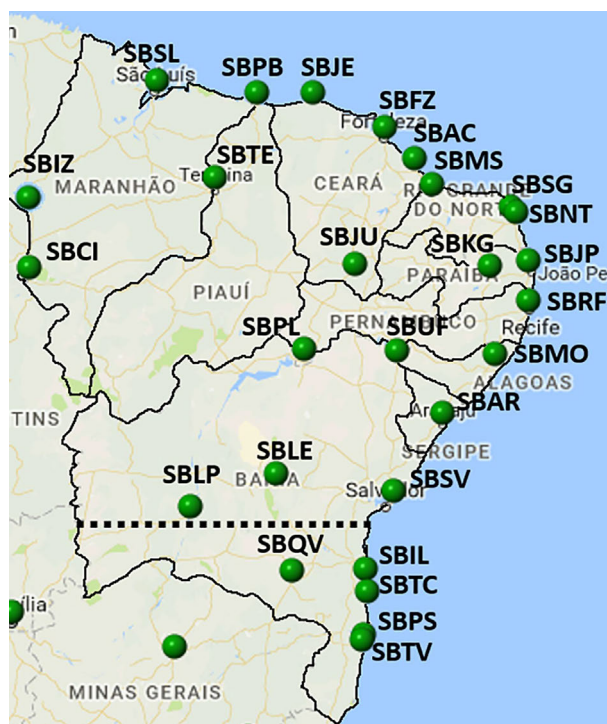 SBSL
São Luís
SBPB
SBJE
SBFZ
Fortaleza
SBAC
SBMS
SBIZ
MARANHÃO
SBTE
Teresina
CEARÁ
RIO GRANDE
DO NORTE
SBSG
SBNT
SBCI
SBJU
SBKG
PARAÍBA
SBJP
João Pe
PIAUÍ
SBRF
PERNAMBUCO
Recife
SBPL
SBUF
SBMO
ALAGOAS
SBAR
Aracaju
TINS
SERGIPE
SBLE
SBLP
BAHIA
SBSV
Salvador
SBQV
SBIL
SBTC
ília
SBPS
SBTV
MINAS GERAIS